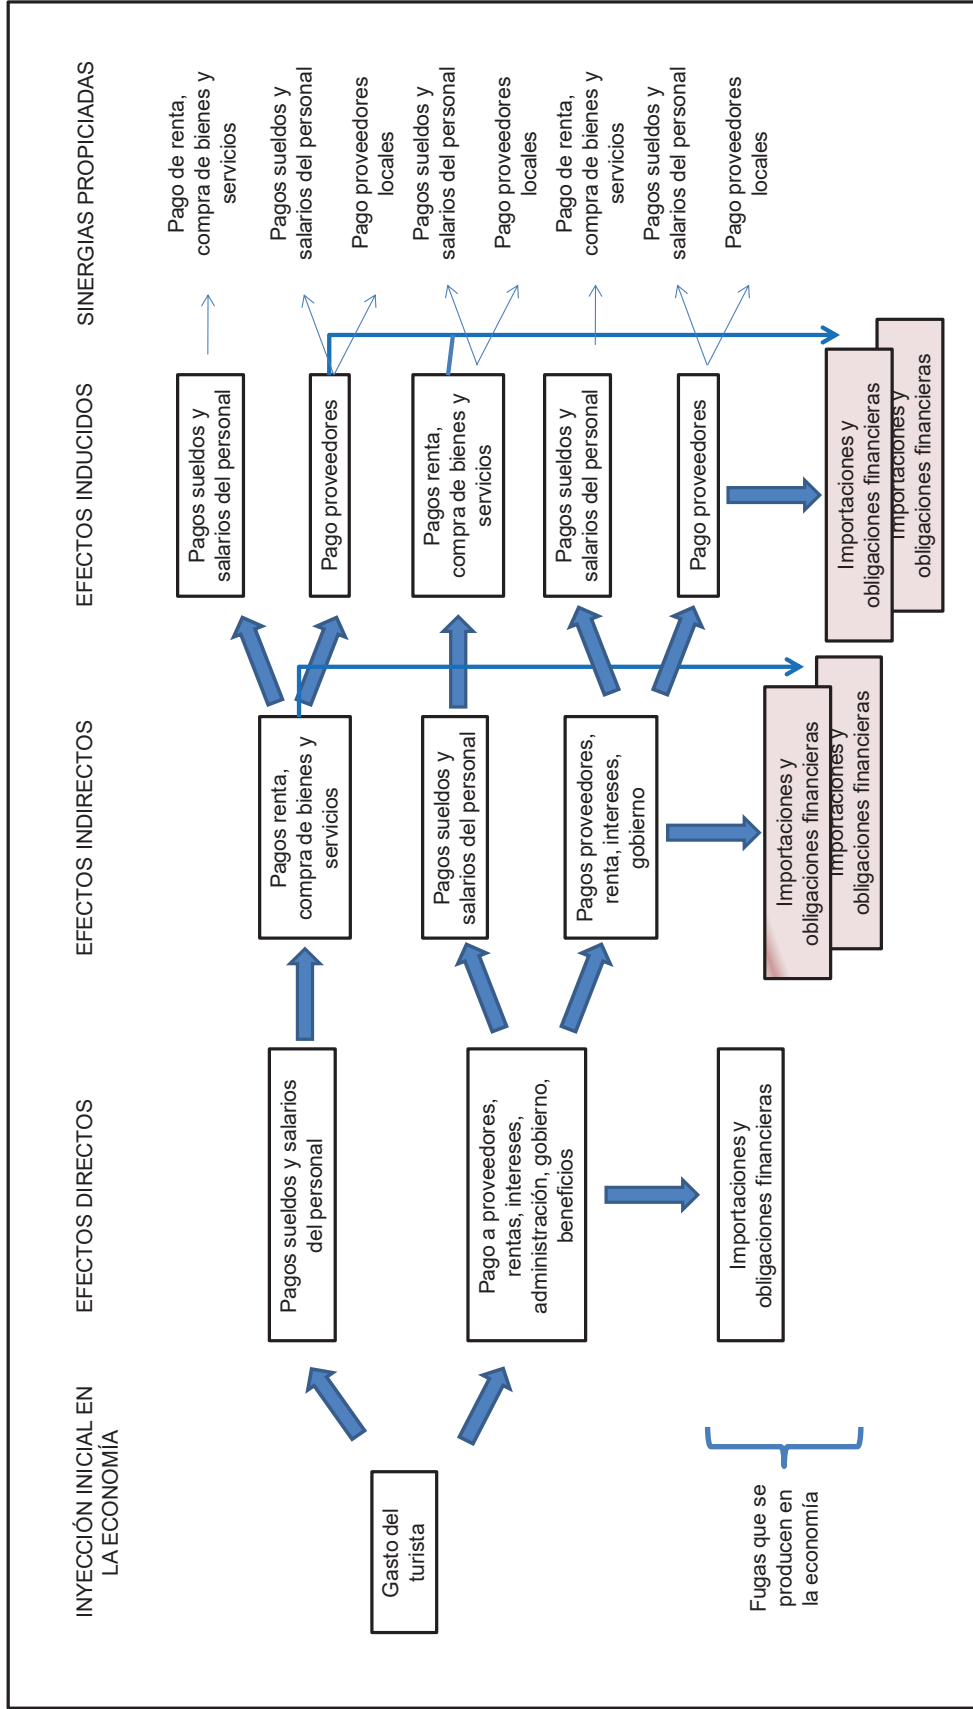 INYECCIÓN INICIAL EN
LA ECONOMÍA
EFECTOS DIRECTOS
EFECTOS INDIRECTOS
EFECTOS INDUCIDOS
SINERGIAS PROPICIADAS
Gasto del
turista
Pagos sueldos y salarios
del personal
Pago a proveedores,
rentas, intereses,
administración, gobierno,
beneficios
Importaciones y
obligaciones financieras
Pagos renta,
compra de bienes y
servicios
Pagos sueldos y
salarios del personal
Pagos proveedores,
renta, intereses,
gobierno
Importaciones y
obligaciones financieras
Importaciones y
obligaciones financieras
Pagos sueldos y
salarios del personal
Pago proveedores
Pagos renta,
compra de bienes y
servicios
Pagos sueldos y
salarios del personal
Pago proveedores
Importaciones y
obligaciones financieras
Importaciones y
obligaciones financieras
Pago de renta,
compra de bienes y
servicios
Pagos sueldos y
salarios del personal
Pago proveedores
locales
Pagos sueldos y
salarios del personal
Pago proveedores
locales
Pago de renta,
compra de bienes y
servicios
Pagos sueldos y
salarios del personal
Pago proveedores
locales
Fugas que se
producen en
la economía